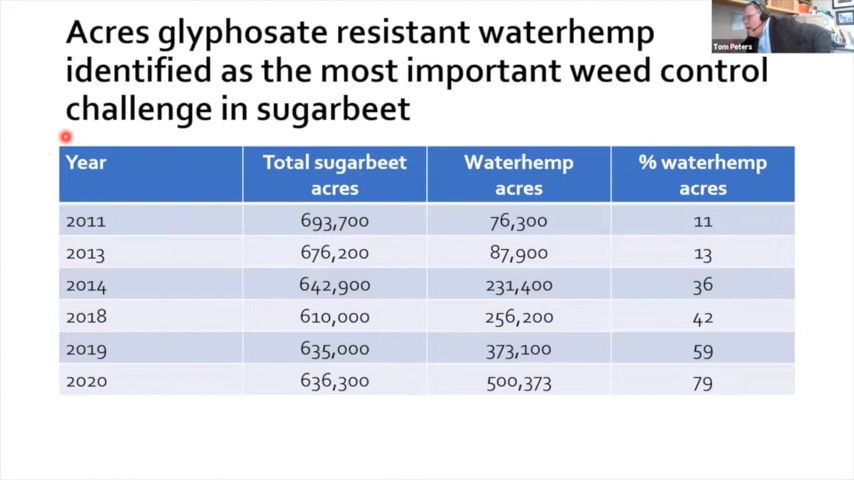 Acres glyphosate resistant waterhemp
identified as the most important weed control
challenge in sugarbeet
Tom Peters
Year Total sugarbeet acres Waterhemp acres % waterhemp acres
2011 693,700 76,300 11
2013 676,200 87,900 13
2014 642,900 231,400 36
2018 610,000 256,200 42
2019 635,000 373,100 59
2020 636,300 500,373 79